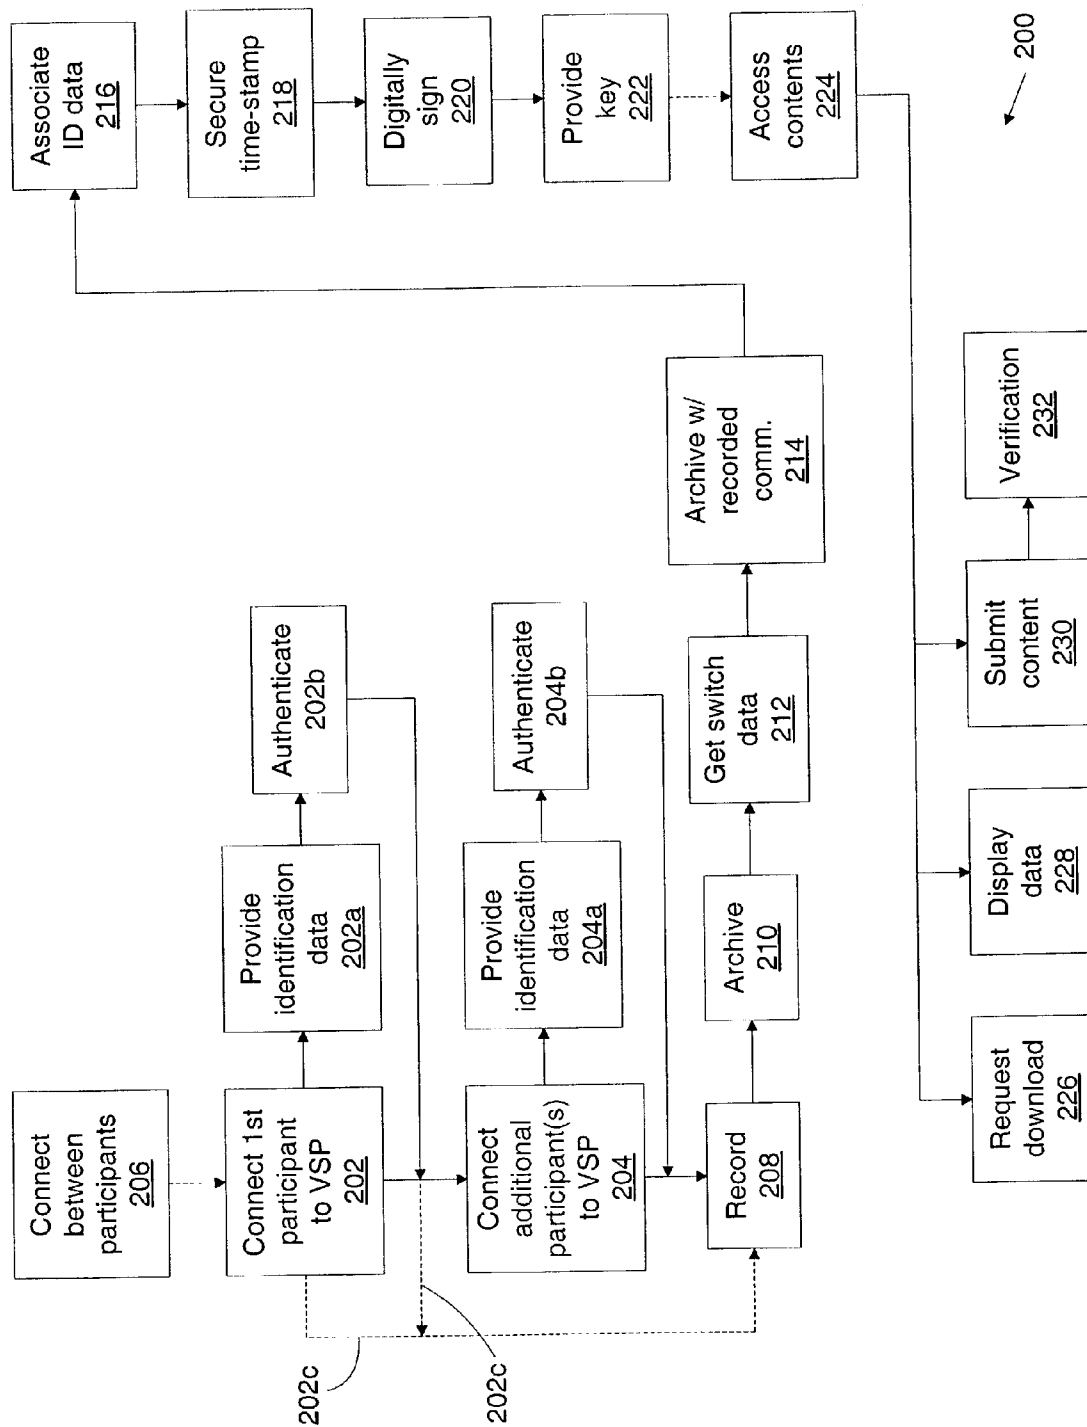 Connect
between
participants
206
Connect 1st
participant
to VSP
202
Provide
identification
data
202a
Authenticate
202b
202c
202c
Connect
additional
participant(s)
to VSP
204
Provide
identification
data
204a
Authenticate
204b
Record
208
Archive
210
Get switch
data
212
Archive w/
recorded
comm.
214
Associate
ID data
216
Secure
time-stamp
218
Digitally
sign
220
Provide
key
222
Access
contents
224
Request
download
226
Display
data
228
Submit
content
230
Verification
232
200